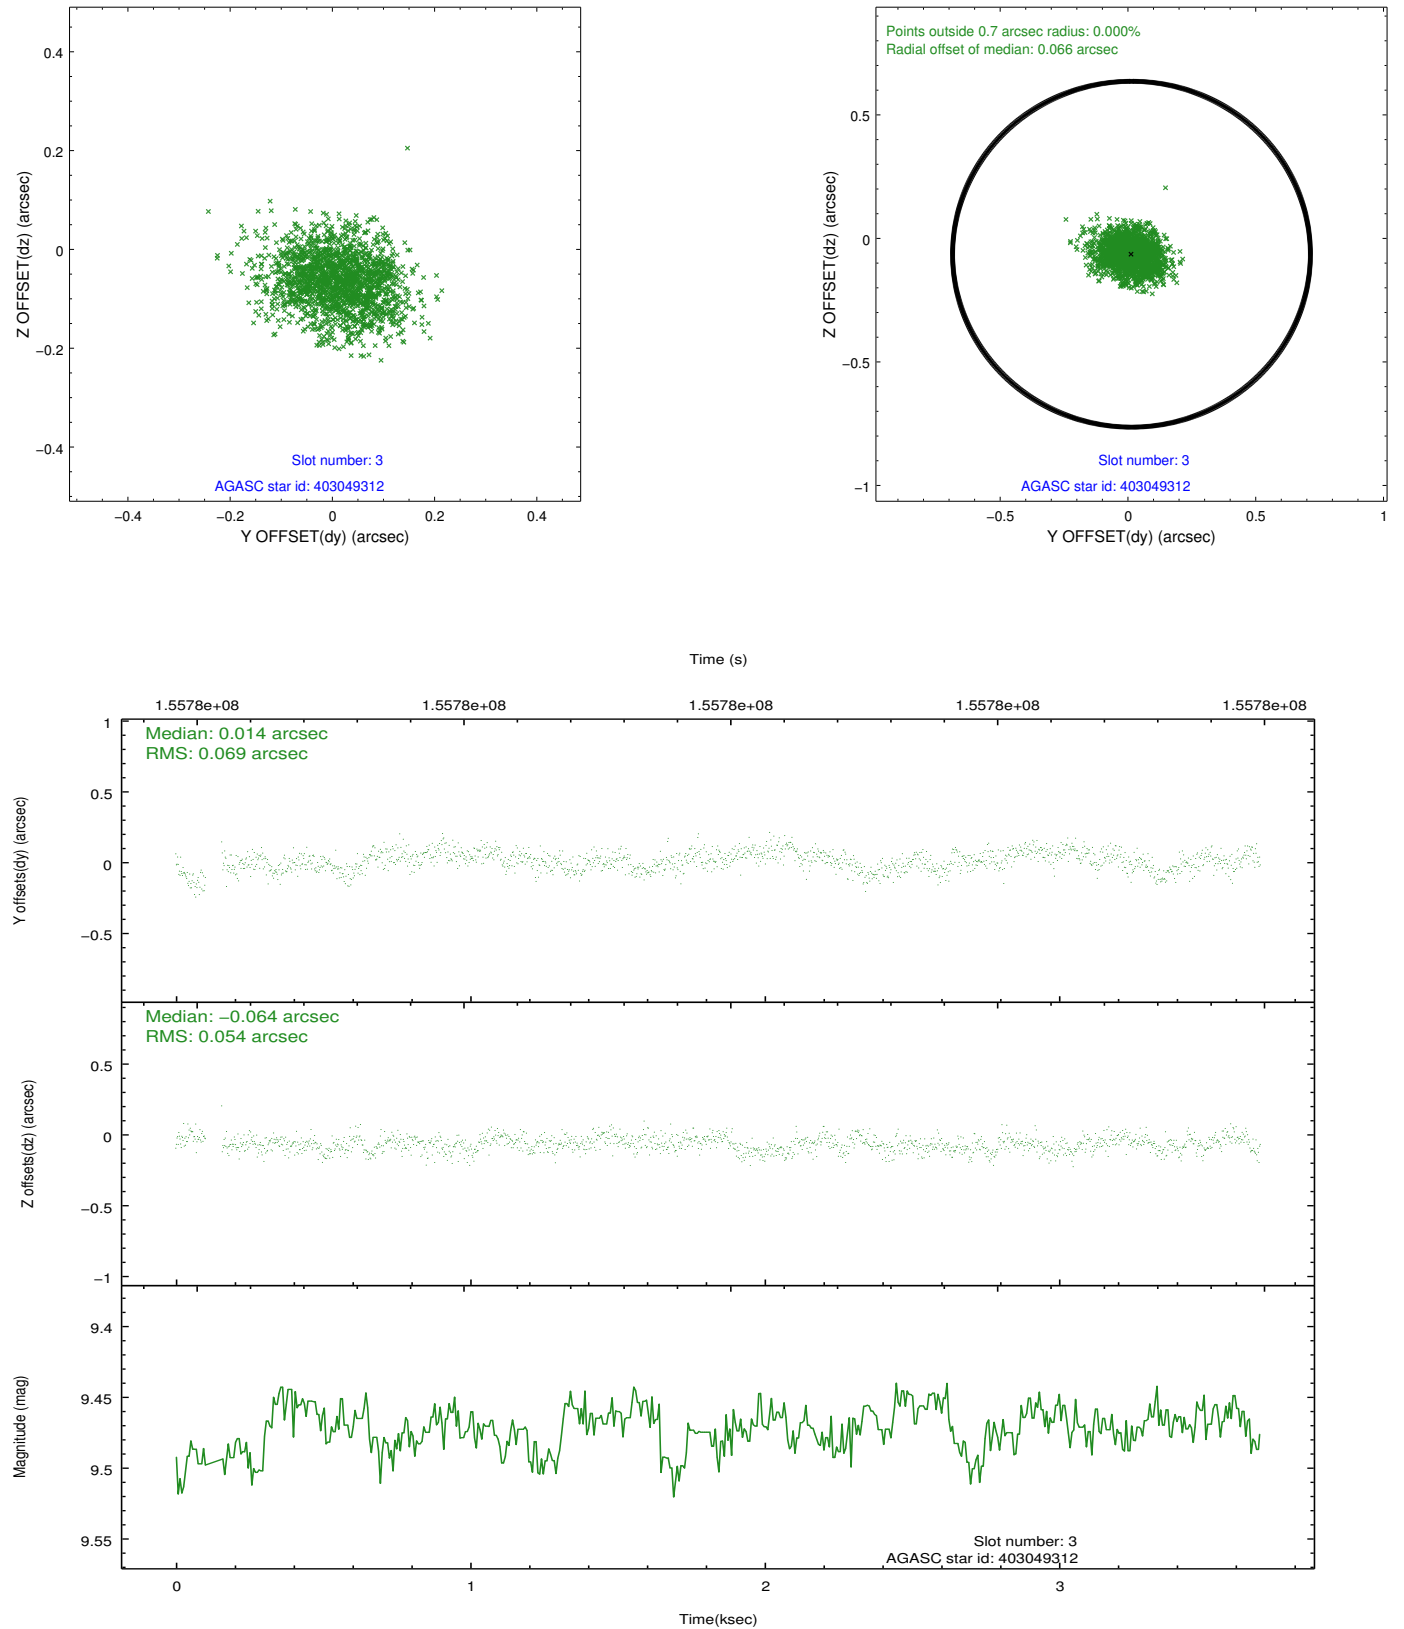 0.4
0.2
0
−0.2
−0.4
Z OFFSET(dz) (arcsec)
Slot number: 3
AGASC star id: 403049312
−0.4 −0.2 0 0.2 0.4
Y OFFSET(dy) (arcsec)
Points outside 0.7 arcsec radius: 0.000%
Radial offset of median: 0.066 arcsec
0.5
0
−0.5
−1
Z OFFSET(dz) (arcsec)
Slot number: 3
AGASC star id: 403049312
−0.5 0 0.5 1
Y OFFSET(dy) (arcsec)
Time (s)
1.5578e+08 1.5578e+08 1.5578e+08 1.5578e+08 1.5578e+08
Median: 0.014 arcsec
RMS: 0.069 arcsec
1
0.5
0
−0.5
Y offsets(dy) (arcsec)
Median: −0.064 arcsec
RMS: 0.054 arcsec
0.5
0
−0.5
−1
Z offsets(dz) (arcsec)
9.4
9.45
9.5
9.55
Magnitude (mag)
Slot number: 3
AGASC star id: 403049312
0 1 2 3
Time(ksec)